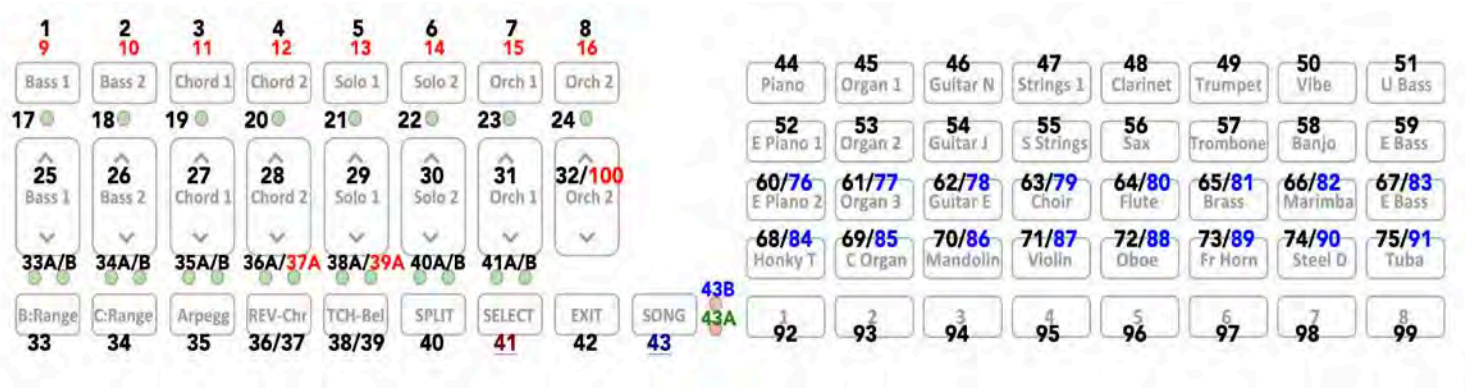 1 2 3 4 5 6 7 8
9 10 11 12 13 14 15 16
Bass 1 Bass 2 Chord 1 Chord 2 Solo 1 Solo 2 Orch 1 Orch 2
17 18 19 20 21 22 23 24
25 26 27 28 29 30 31 32/100
Bass 1 Bass 2 Chord 1 Chord 2 Solo 1 Solo 2 Orch 1 Orch 2
33A/B 34A/B 35A/B 36A/37A 38A/39A 40A/B 41A/B
B:Range C:Range Arpegg REV-Chr TCH-Bel SPLIT SELECT EXIT SONG
33 34 35 36/37 38/39 40 41 42 43
43B
43A
44 45 46 47 48 49 50 51
Piano Organ 1 Guitar N Strings 1 Clarinet Trumpet Vibe U Bass
52 53 54 55 56 57 58 59
E Piano 1 Organ 2 Guitar J S Strings Sax Trombone Banjo E Bass
60/76 61/77 62/78 63/79 64/80 65/81 66/82 67/83
E Piano 2 Organ 3 Guitar E Choir Flute Brass Marimba E Bass
68/84 69/85 70/86 71/87 72/88 73/89 74/90 75/91
Honky T C Organ Mandolin Violin Oboe Fr Horn Steel D Tuba
1 2 3 4 5 6 7 8
92 93 94 95 96 97 98 99